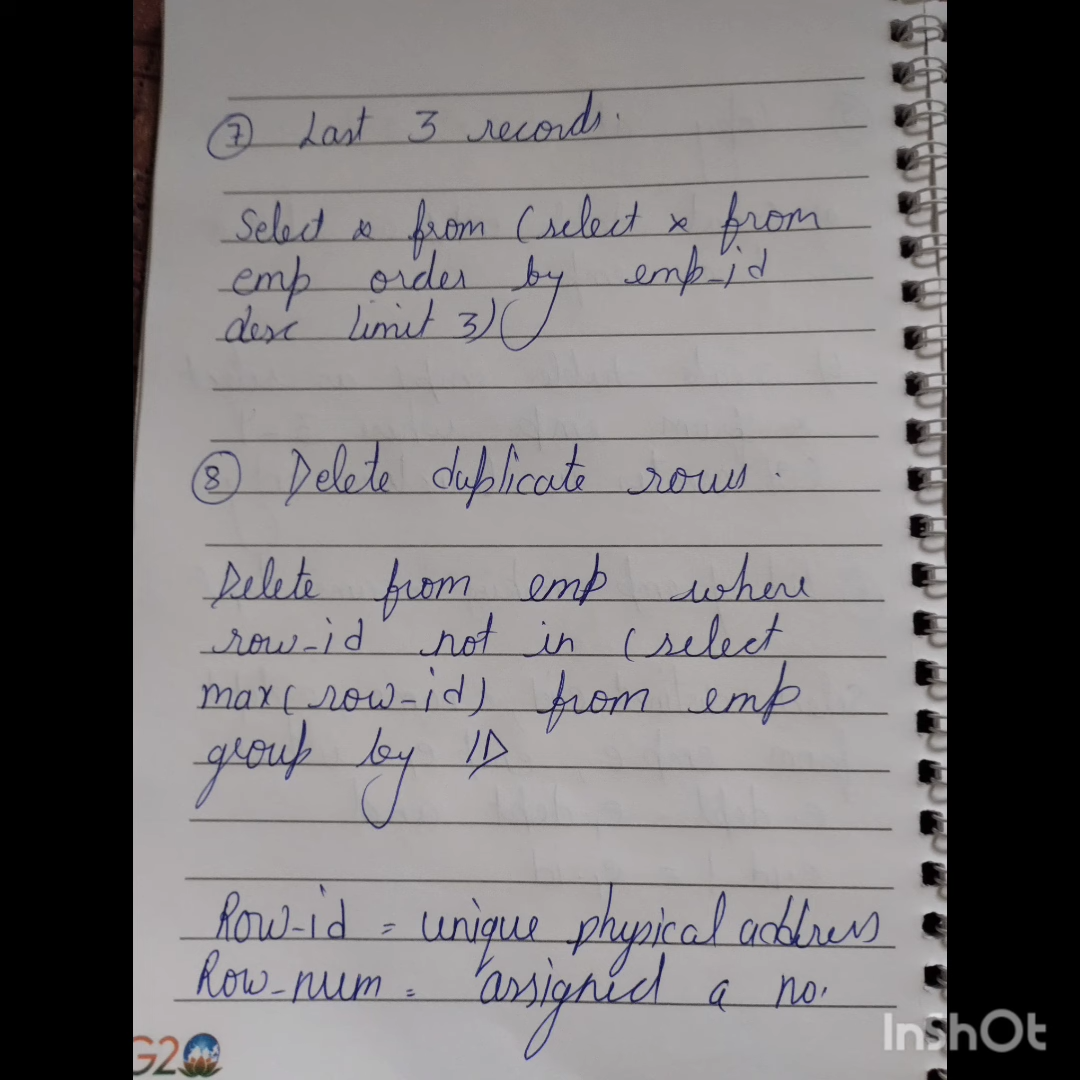 7 Last 3 records.
Select * from (select * from
emp order by emp-id
desc limit 3)
8 Delete duplicate rows.
Delete from emp where
row-id not in (select
max(row-id) from emp
group by ID
Row-id = unique physical address
Row-num = assigned a no.
G20
InShOt